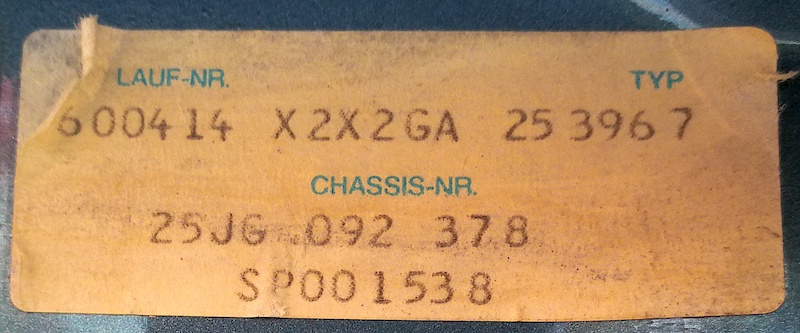 LAUF-NR. TYP
600414 X2X2GA 253967
CHASSIS-NR.
25JG 092 378
SP001538